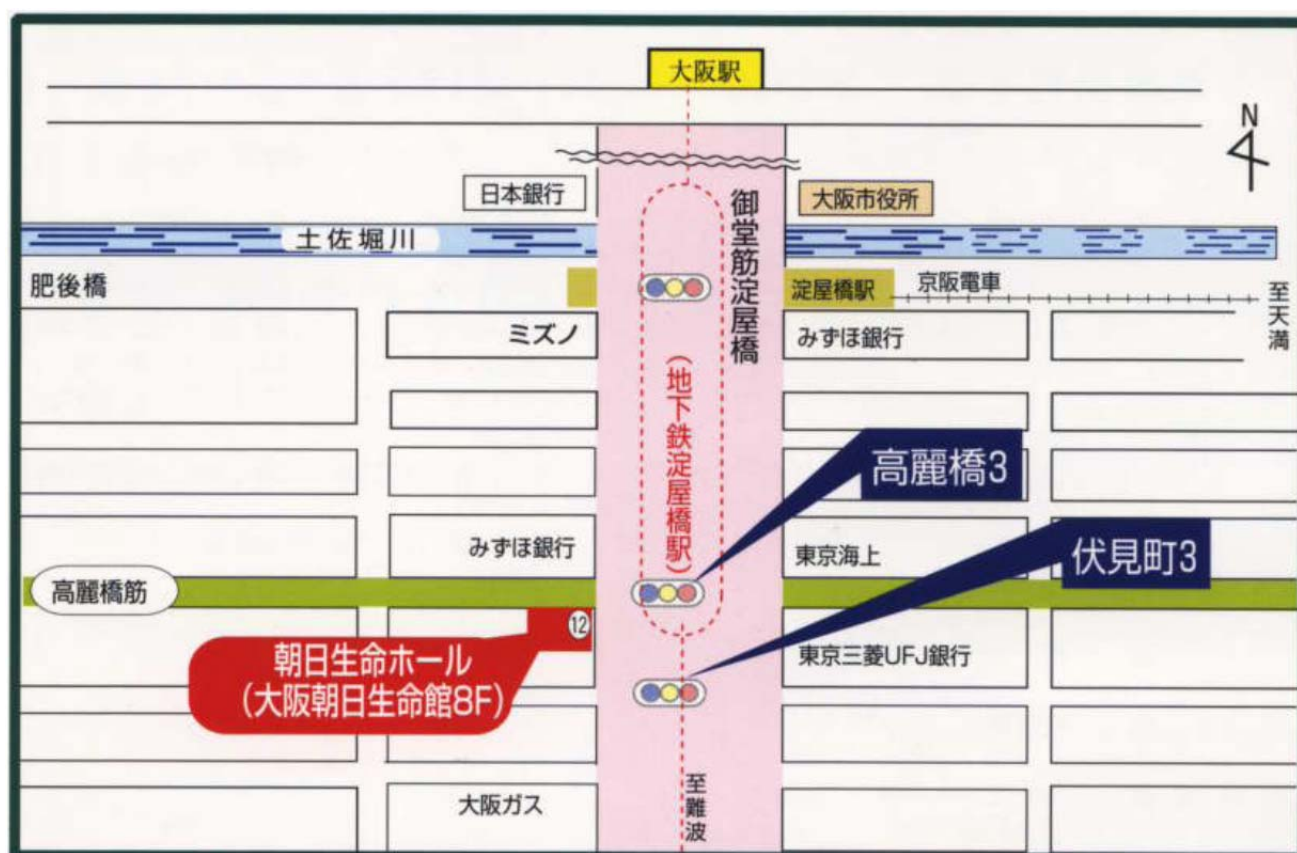 大阪駅
N
日本銀行
大阪市役所
御堂筋淀屋橋
土佐堀川
肥後橋
淀屋橋駅
京阪電車
至天満
ミズノ
みずほ銀行
(地下鉄淀屋橋駅)
高麗橋3
みずほ銀行
東京海上
伏見町3
高麗橋筋
12
朝日生命ホール
(大阪朝日生命館8F)
東京三菱UFJ銀行
大阪ガス
至難波